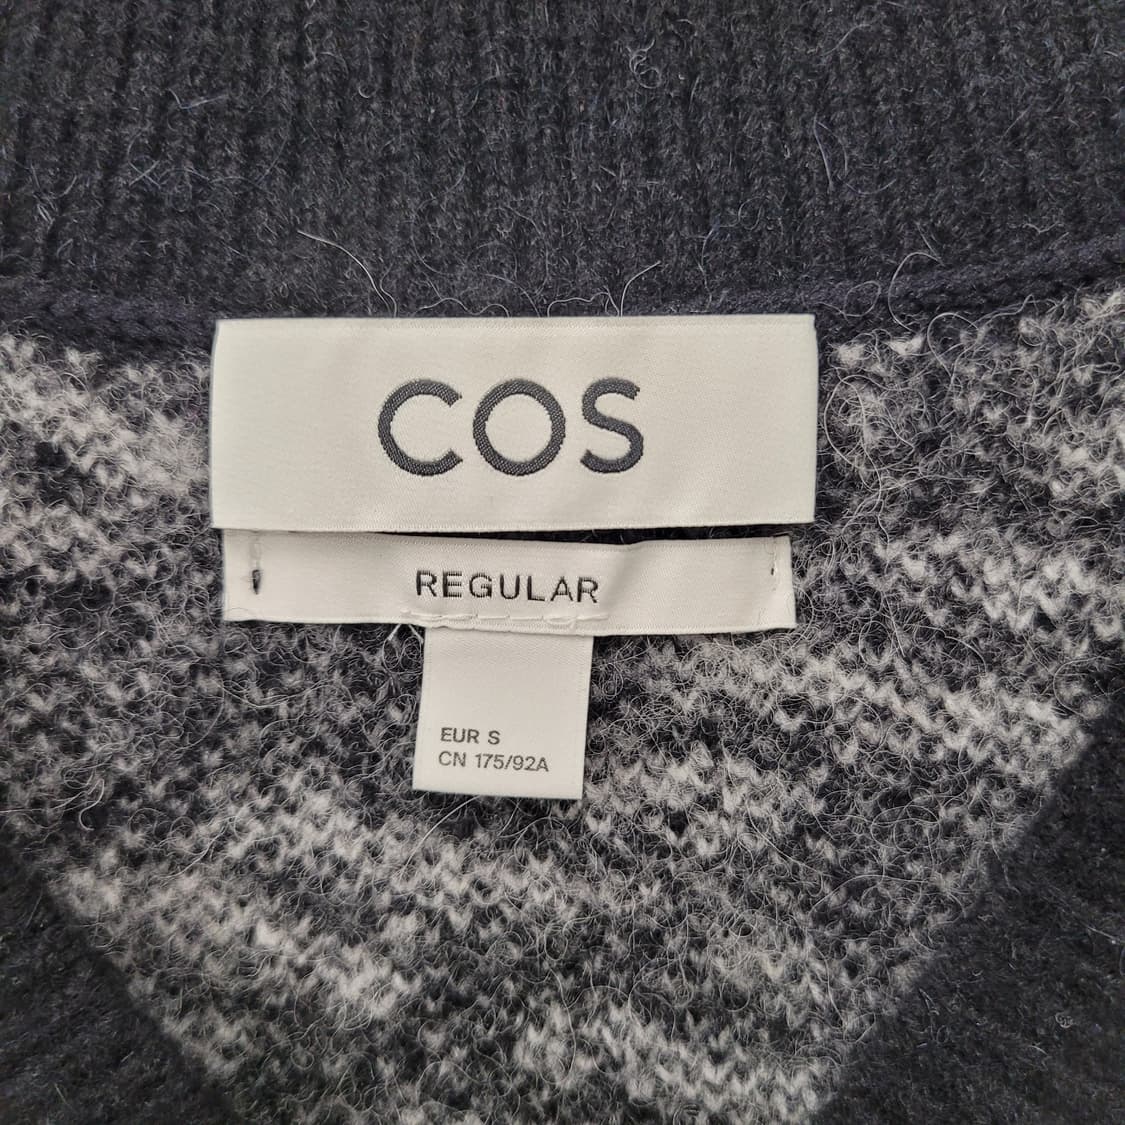 COS
REGULAR
EUR S
CN 175/92A